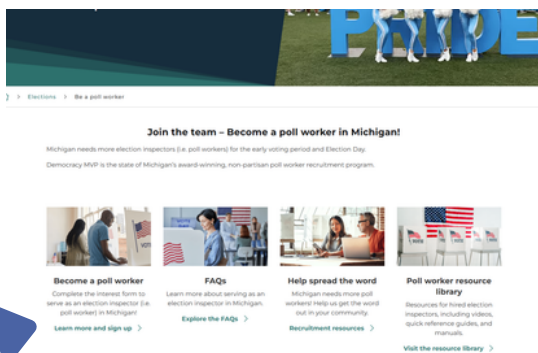 PRIDE
> Elections > Be a poll worker
Join the team – Become a poll worker in Michigan!
Michigan needs more election inspectors (i.e. poll workers) for the early voting period and Election Day.
Democracy MVP is the state of Michigan's award-winning, non-partisan poll worker recruitment program.
Become a poll worker
Complete the interest form to
serve as an election inspector (i.e.
poll worker) in Michigan!
Learn more and sign up >
FAQs
Learn more about serving as an
election inspector in Michigan.
Explore the FAQs >
Help spread the word
Michigan needs more poll
workers! Help us get the word
out in your community.
Recruitment resources >
Poll worker resource
library
Resources for hired election
inspectors, including videos,
quick reference guides, and
manuals.
Visit the resource library >